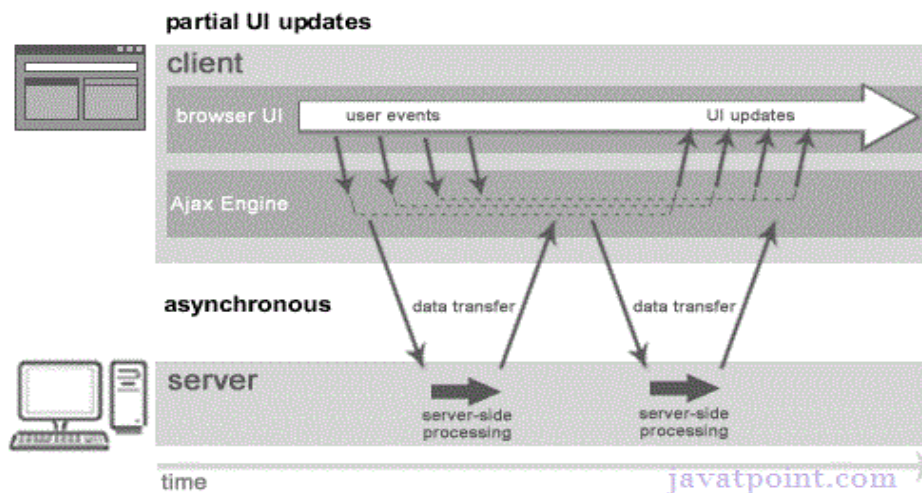 partial UI updates
client
browser UI
user events
UI updates
Ajax Engine
asynchronous
data transfer
data transfer
server
server-side
processing
server-side
processing
time
javatpoint.com